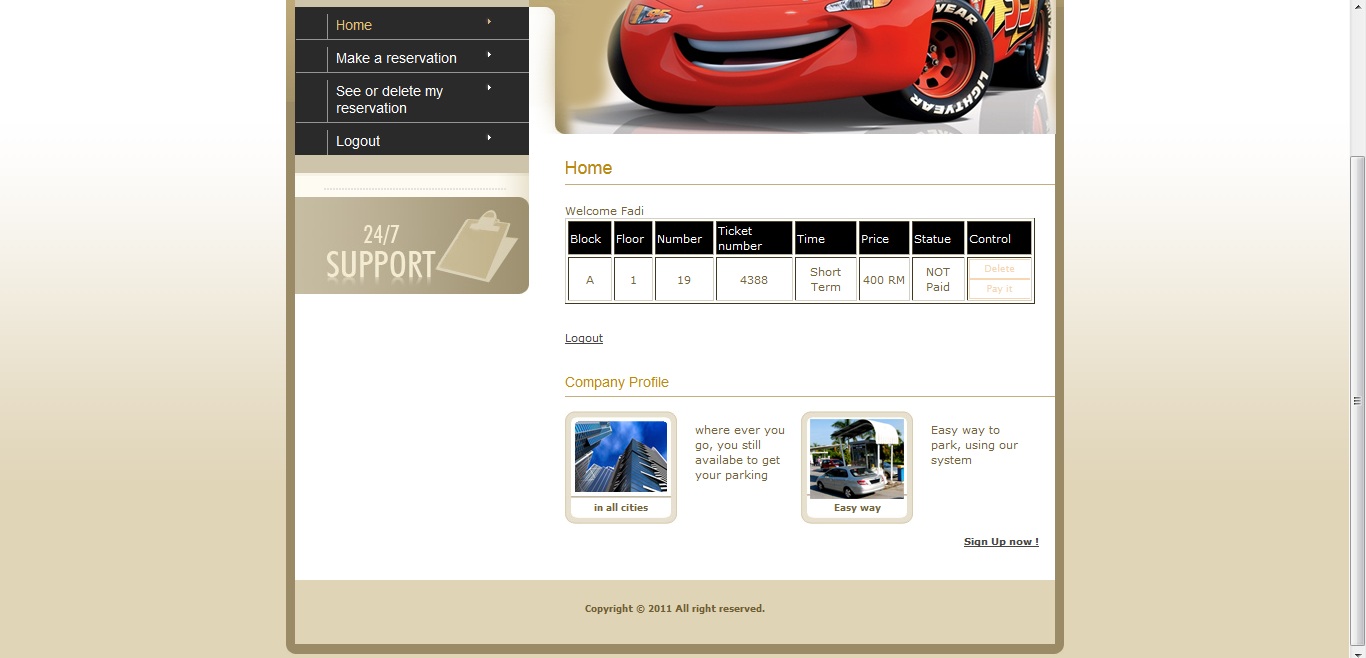 Home
Make a reservation
See or delete my
reservation
Logout
24/7
SUPPORT
95
YEAR
LIGHTYEAR
Home
Welcome Fadi
Block Floor Number Ticket number Time Price Statue Control
A 1 19 4388 Short Term 400 RM NOT Paid Delete
Pay it
Logout
Company Profile
where ever you
go, you still
availabe to get
your parking
in all cities
Easy way to
park, using our
system
Easy way
Sign Up now !
Copyright © 2011 All right reserved.